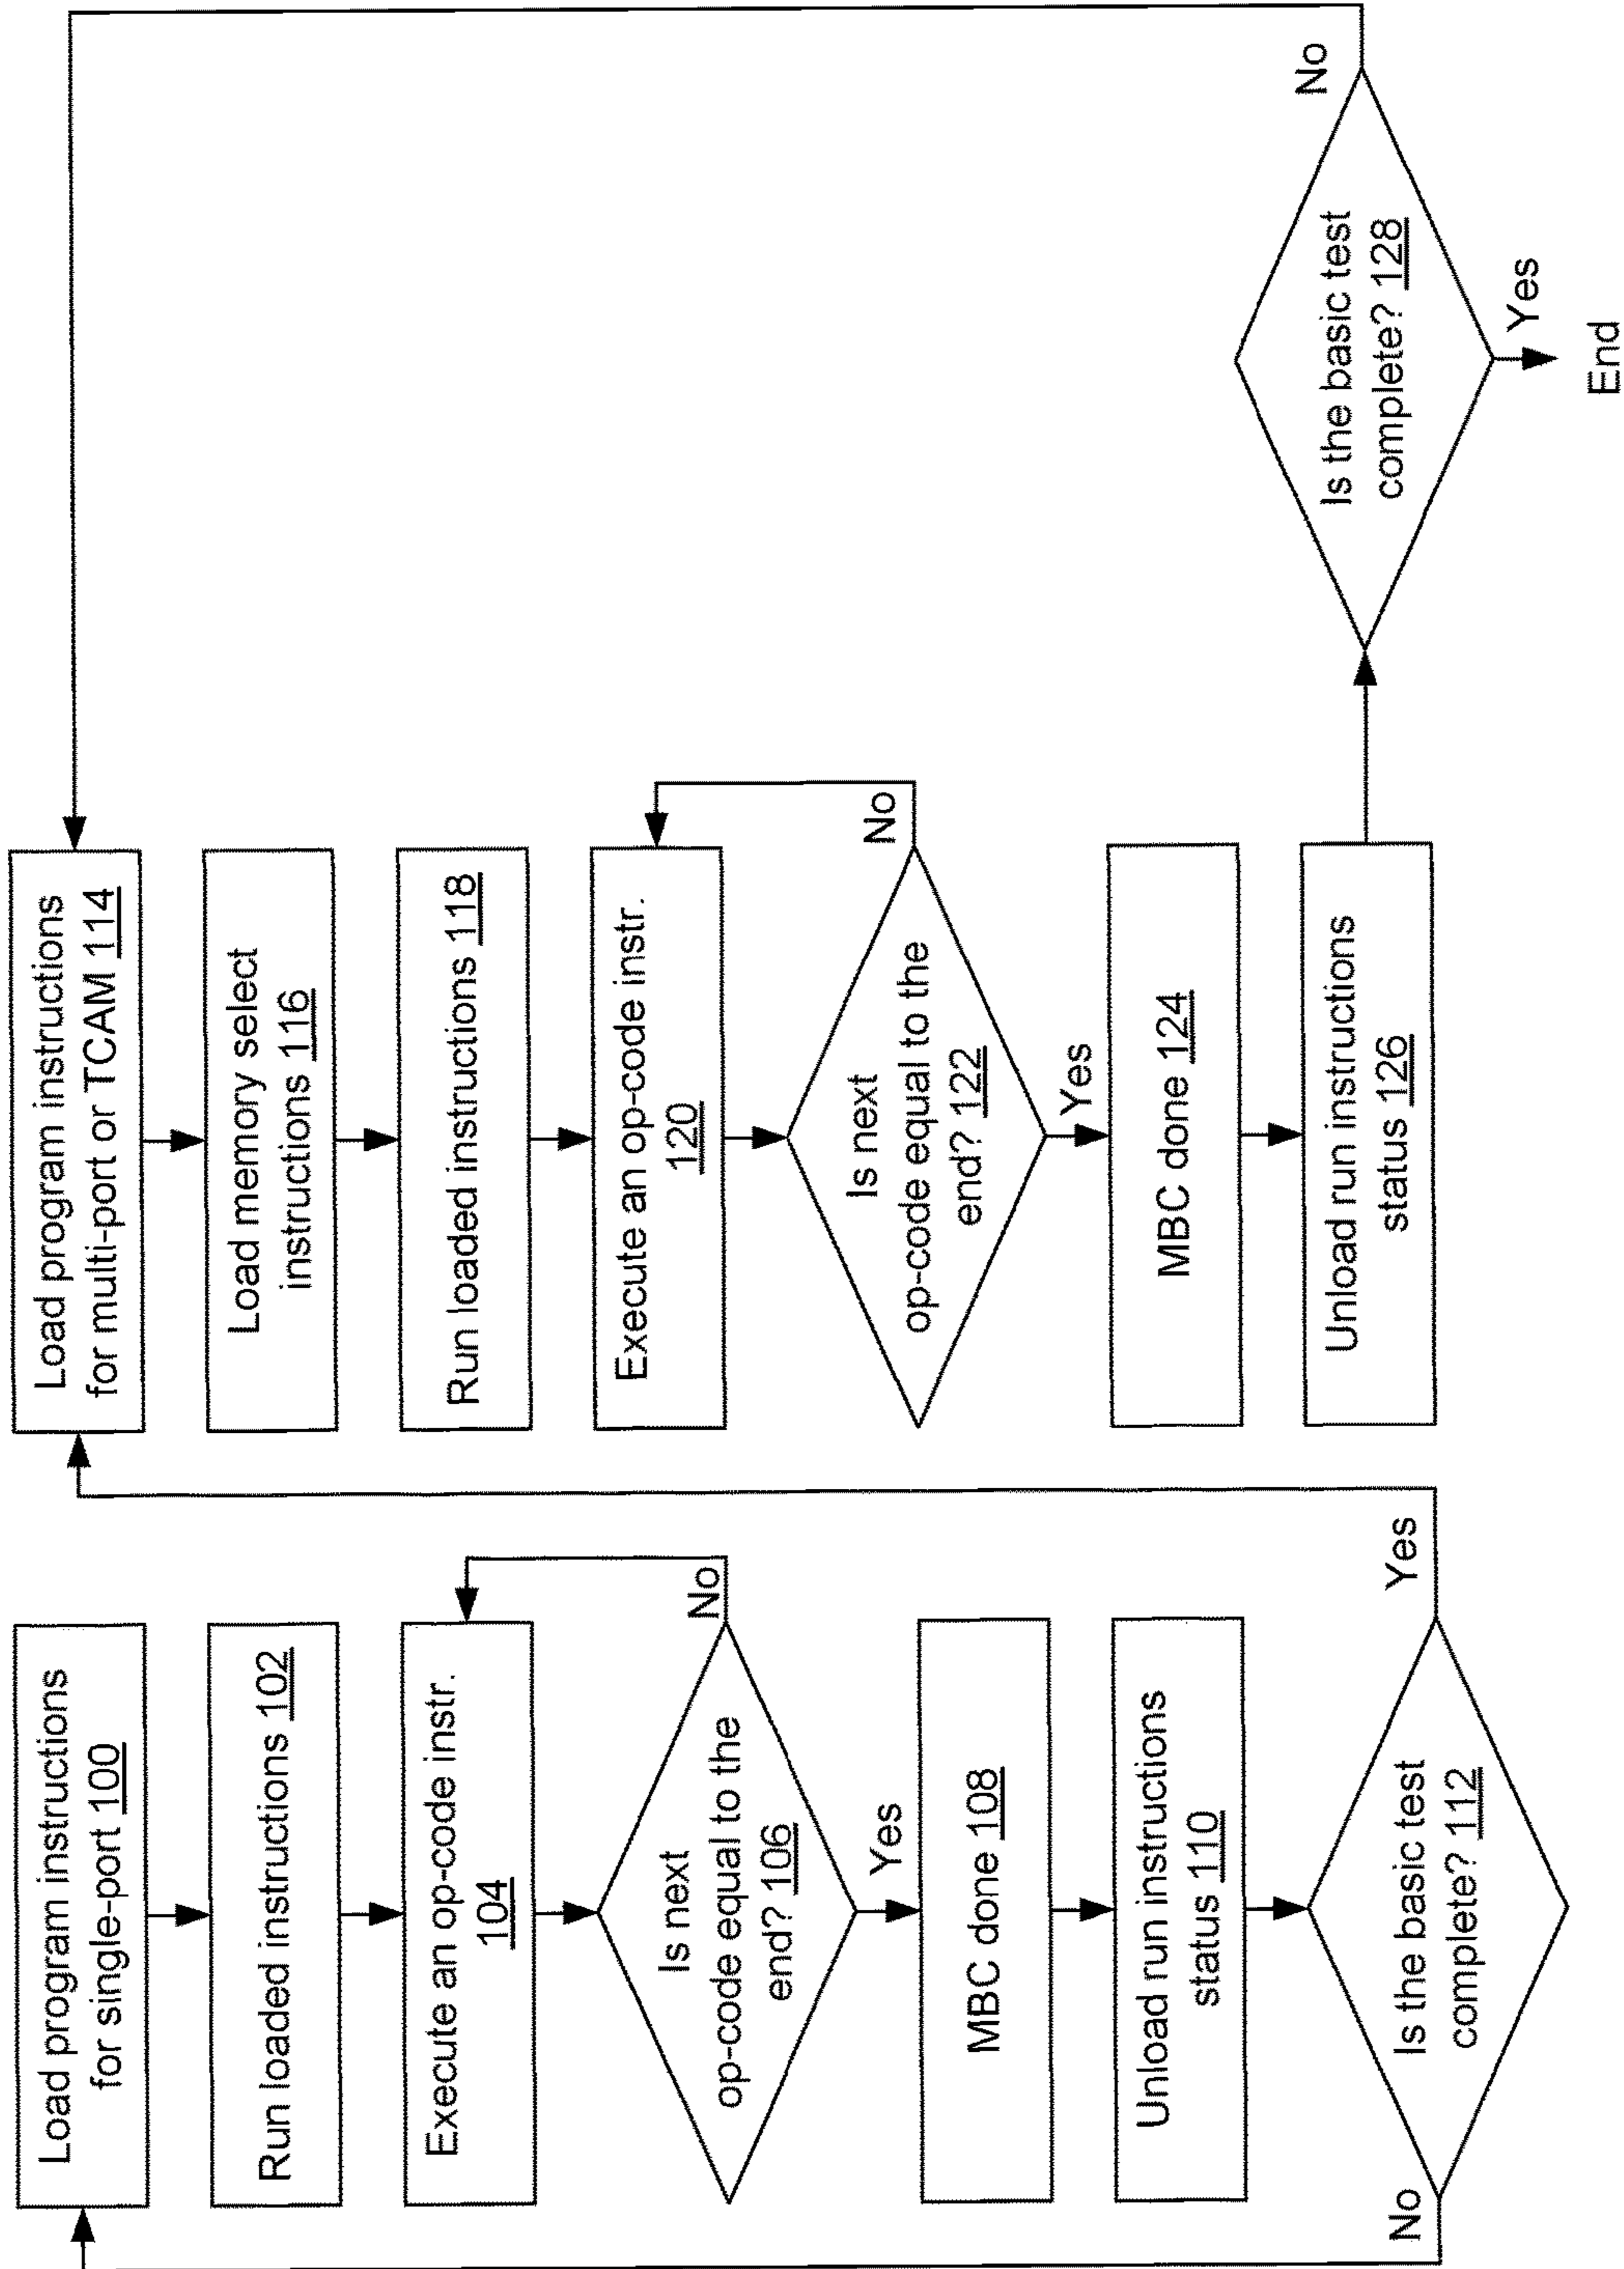 Load program instructions
for single-port 100
Run loaded instructions 102
Execute an op-code instr.
104
Is next
op-code equal to the
end? 106
No
Yes
MBC done 108
Unload run instructions
status 110
Is the basic test
complete? 112
No
Yes
Load program instructions
for multi-port or TCAM 114
Load memory select
instructions 116
Run loaded instructions 118
Execute an op-code instr.
120
Is next
op-code equal to the
end? 122
No
Yes
MBC done 124
Unload run instructions
status 126
Is the basic test
complete? 128
No
Yes
End